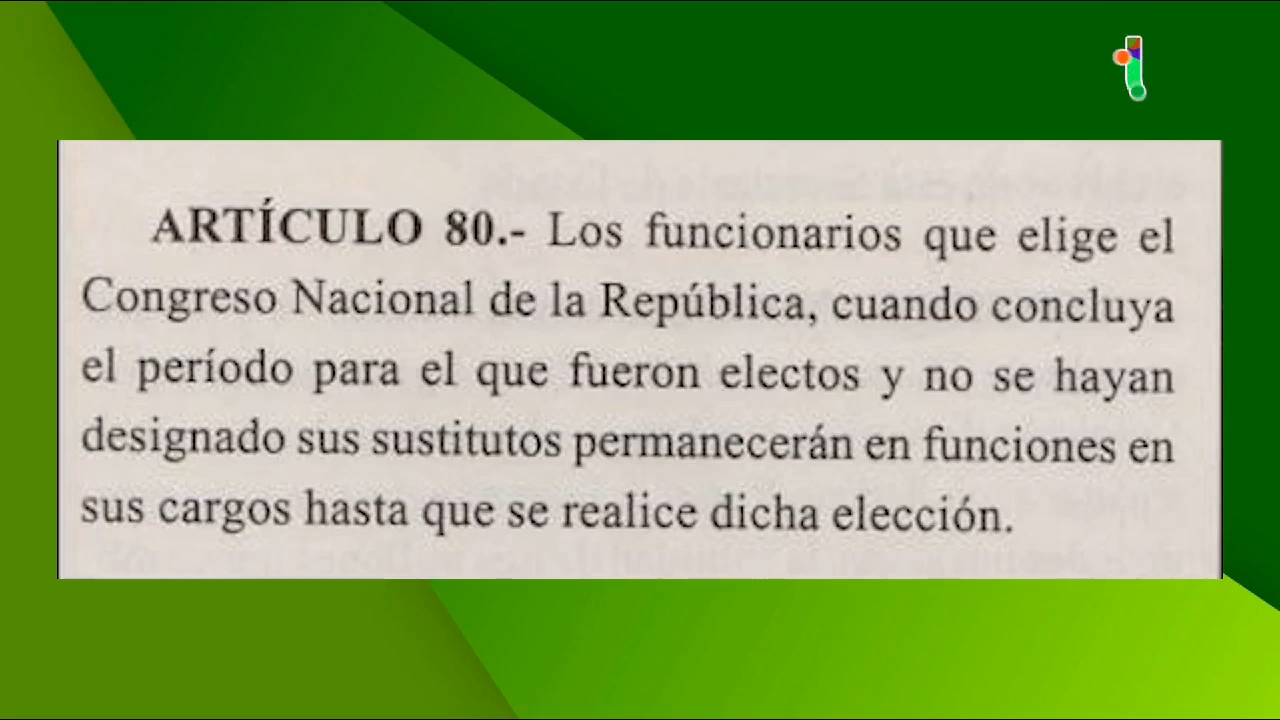 ARTÍCULO 80.- Los funcionarios que elige el
Congreso Nacional de la República, cuando concluya
el período para el que fueron electos y no se hayan
designado sus sustitutos permanecerán en funciones en
sus cargos hasta que se realice dicha elección.